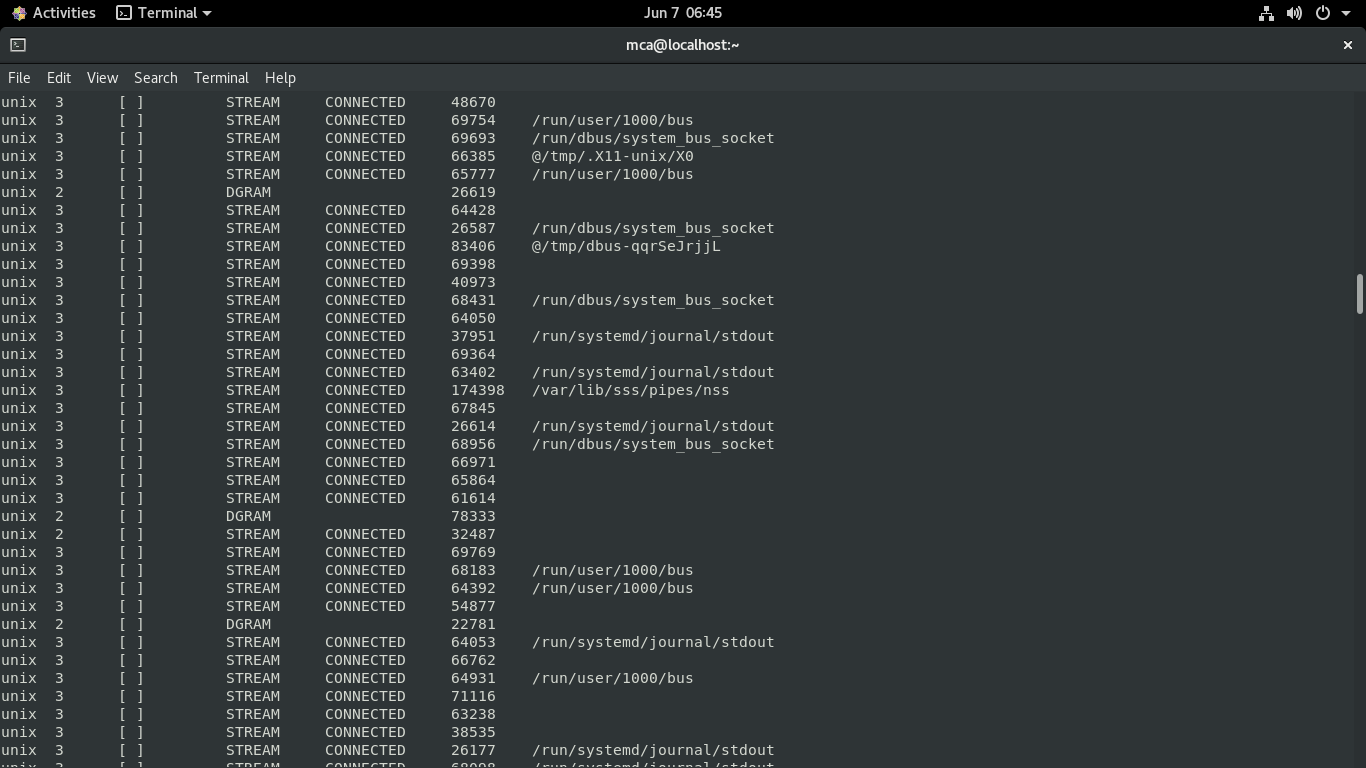 Activities Terminal Jun 7 06:45
mca@localhost:~ ×
File Edit View Search Terminal Help
unix 3 [ ] STREAM CONNECTED 48670
unix 3 [ ] STREAM CONNECTED 69754 /run/user/1000/bus
unix 3 [ ] STREAM CONNECTED 69693 /run/dbus/system_bus_socket
unix 3 [ ] STREAM CONNECTED 66385 @/tmp/.X11-unix/X0
unix 3 [ ] STREAM CONNECTED 65777 /run/user/1000/bus
unix 2 [ ] DGRAM 26619
unix 3 [ ] STREAM CONNECTED 64428
unix 3 [ ] STREAM CONNECTED 26587 /run/dbus/system_bus_socket
unix 3 [ ] STREAM CONNECTED 83406 @/tmp/dbus-qqrSeJrjjL
unix 3 [ ] STREAM CONNECTED 69398
unix 3 [ ] STREAM CONNECTED 40973
unix 3 [ ] STREAM CONNECTED 68431 /run/dbus/system_bus_socket
unix 3 [ ] STREAM CONNECTED 64050
unix 3 [ ] STREAM CONNECTED 37951 /run/systemd/journal/stdout
unix 3 [ ] STREAM CONNECTED 69364
unix 3 [ ] STREAM CONNECTED 63402 /run/systemd/journal/stdout
unix 3 [ ] STREAM CONNECTED 174398 /var/lib/sss/pipes/nss
unix 3 [ ] STREAM CONNECTED 67845
unix 3 [ ] STREAM CONNECTED 26614 /run/systemd/journal/stdout
unix 3 [ ] STREAM CONNECTED 68956 /run/dbus/system_bus_socket
unix 3 [ ] STREAM CONNECTED 66971
unix 3 [ ] STREAM CONNECTED 65864
unix 3 [ ] STREAM CONNECTED 61614
unix 2 [ ] DGRAM 78333
unix 2 [ ] STREAM CONNECTED 32487
unix 3 [ ] STREAM CONNECTED 69769
unix 3 [ ] STREAM CONNECTED 68183 /run/user/1000/bus
unix 3 [ ] STREAM CONNECTED 64392 /run/user/1000/bus
unix 3 [ ] STREAM CONNECTED 54877
unix 2 [ ] DGRAM 22781
unix 3 [ ] STREAM CONNECTED 64053 /run/systemd/journal/stdout
unix 3 [ ] STREAM CONNECTED 66762
unix 3 [ ] STREAM CONNECTED 64931 /run/user/1000/bus
unix 3 [ ] STREAM CONNECTED 71116
unix 3 [ ] STREAM CONNECTED 63238
unix 3 [ ] STREAM CONNECTED 38535
unix 3 [ ] STREAM CONNECTED 26177 /run/systemd/journal/stdout
unix 3 [ ] STREAM CONNECTED /run/systemd/journal/stdout